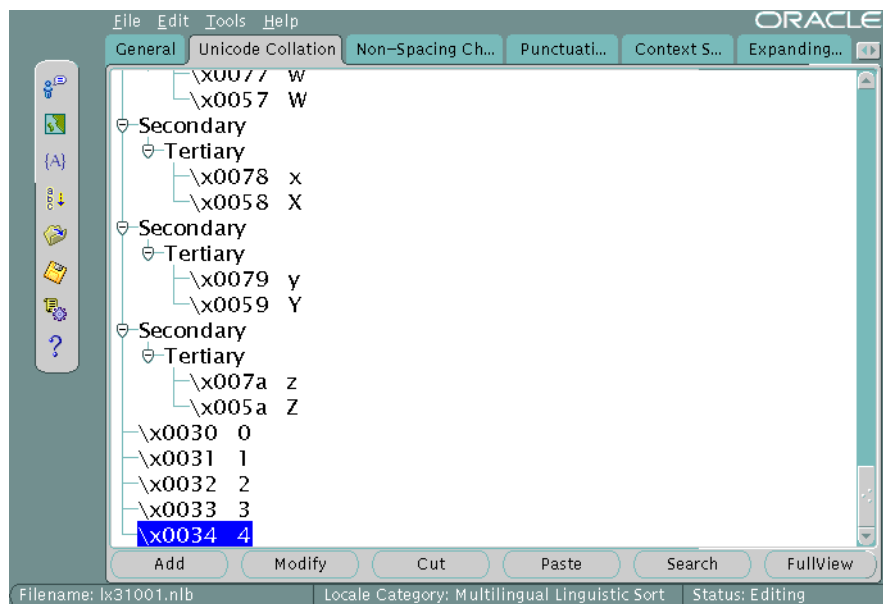 File Edit Tools Help ORACLE
General Unicode Collation Non-Spacing Ch... Punctuati... Context S... Expanding...
\x0077 w
\x0057 W
Secondary
Tertiary
\x0078 x
\x0058 X
Secondary
Tertiary
\x0079 y
\x0059 Y
Secondary
Tertiary
\x007a z
\x005a Z
\x0030 0
\x0031 1
\x0032 2
\x0033 3
\x0034 4
{A}
a
b
c
?
Add Modify Cut Paste Search FullView
Filename: lx31001.nlb Locale Category: Multilingual Linguistic Sort Status: Editing